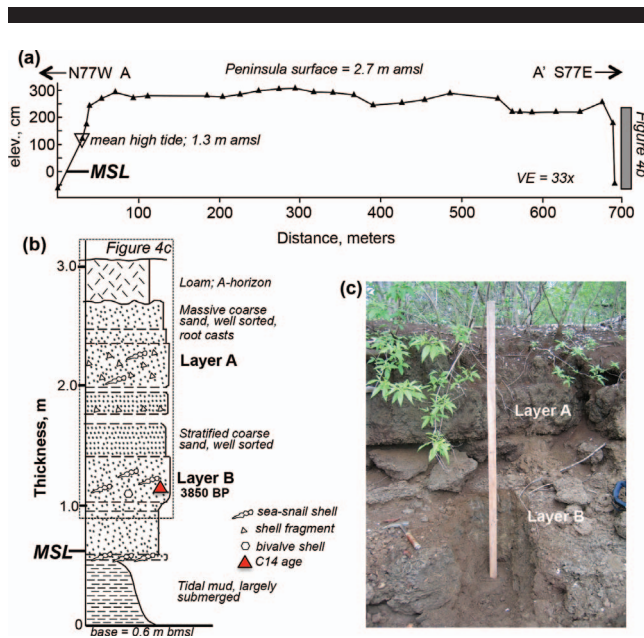 (a)
N77W A
Peninsula surface = 2.7 m amsl
A' S77E
elev., cm
300
200
100
0
mean high tide; 1.3 m amsl
MSL
VE = 33x
Figure 4b
100 200 300 400 500 600 700
Distance, meters
(b)
Figure 4c
Thickness, m
3.0
Loam; A-horizon
Massive coarse
sand, well sorted,
root casts
Layer A
2.0
Stratified coarse
sand, well sorted
Layer B
3850 BP
1.0
sea-snail shell
shell fragment
bivalve shell
C14 age
MSL
Tidal mud, largely
submerged
0
base = 0.6 m bmsl
(c)
Layer A
Layer B